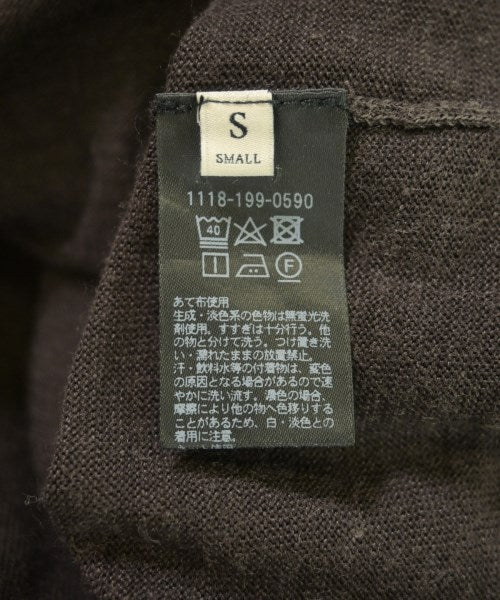 S
SMALL
1118-199-0590
40
F
あて布使用
生成・淡色系の色物は無蛍光洗
剤使用。すすぎは十分行う。他
の物と分けて洗う。つけ置き洗
い・濡れたままの放置禁止。
汗・飲料水等の付着物は、変色
の原因となる場合があるので速
やかに洗い流す。濃色の場合、
摩擦により他の物へ色移りする
ことがあるため、白・淡色との
着用に注意。